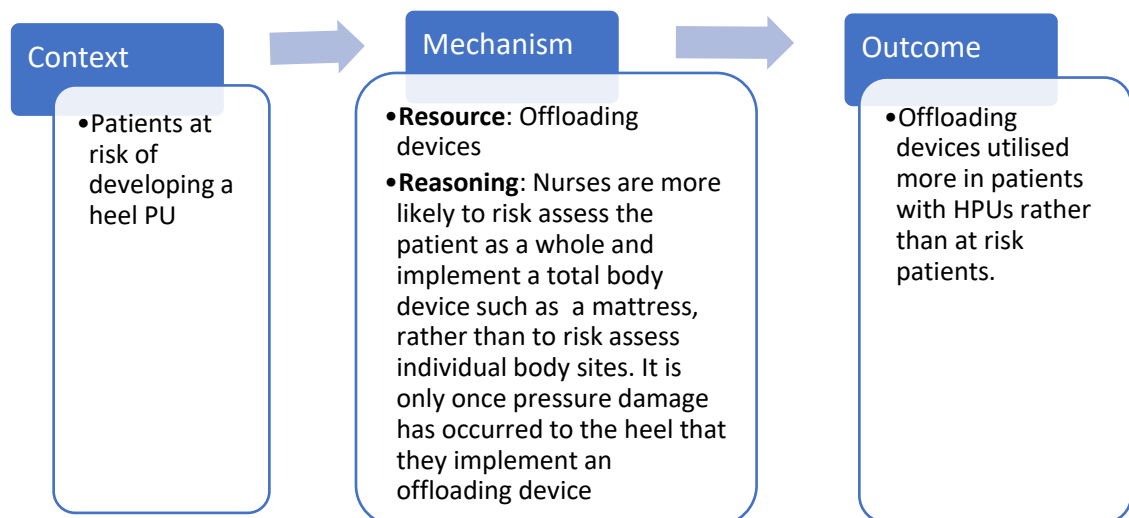 Context
•Patients at
risk of
developing a
heel PU
Mechanism
•Resource: Offloading
devices
•Reasoning: Nurses are more
likely to risk assess the
patient as a whole and
implement a total body
device such as a mattress,
rather than to risk assess
individual body sites. It is
only once pressure damage
has occurred to the heel that
they implement an
offloading device
Outcome
•Offloading
devices utilised
more in patients
with HPUs rather
than at risk
patients.